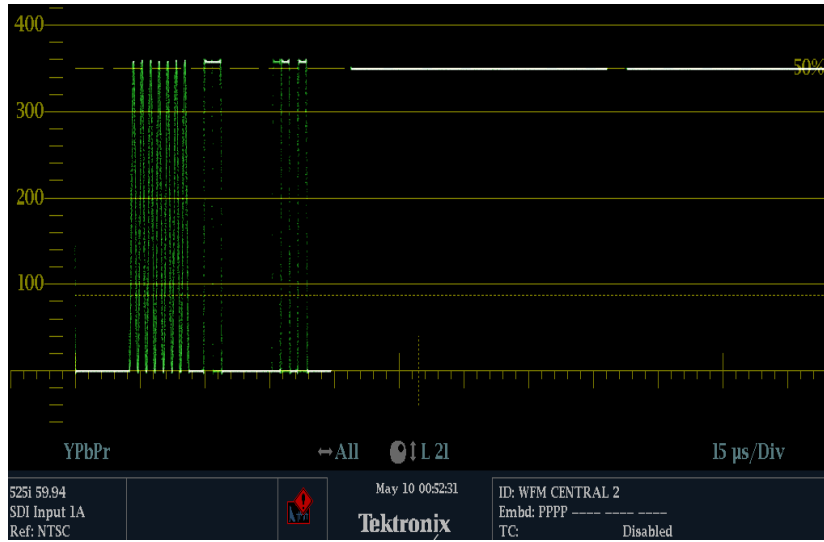 400
50%
300
200
100
YPbPr
All
L 21
15 µs/Div
525i 59.94
SDI Input 1A
Ref: NTSC
May 10 00:52:31
Tektronix
ID: WFM CENTRAL 2
Embd: PPPP ---- ---- ----
TC: Disabled